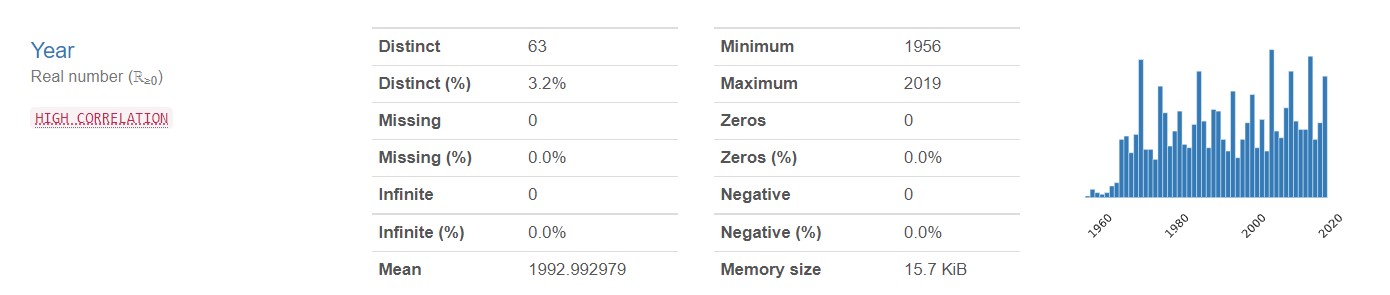 Year
Real number (ℝ≥0)
HIGH CORRELATION
Distinct 63
Distinct (%) 3.2%
Missing 0
Missing (%) 0.0%
Infinite 0
Infinite (%) 0.0%
Mean 1992.992979
Minimum 1956
Maximum 2019
Zeros 0
Zeros (%) 0.0%
Negative 0
Negative (%) 0.0%
Memory size 15.7 KiB
1960 1980 2000 2020